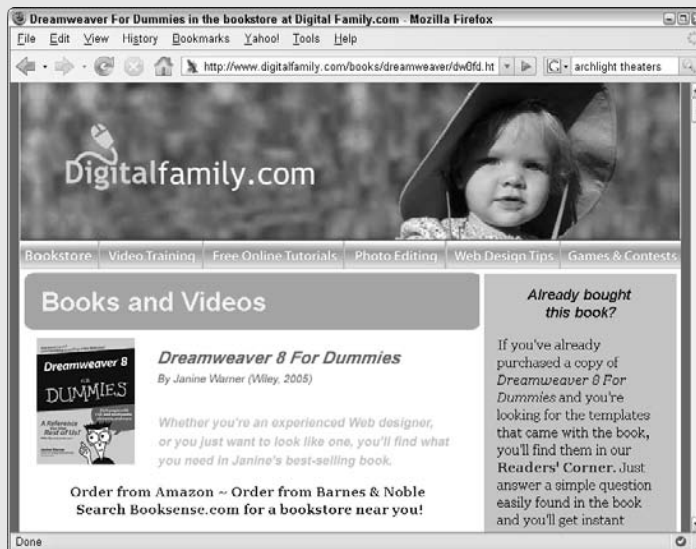 Dreamweaver For Dummies in the bookstore at Digital Family.com - Mozilla Firefox
File Edit View History Bookmarks Yahoo! Tools Help
http://www.digitalfamily.com/books/dreamweaver/dw0fd.ht
archlight theaters
Digitalfamily.com
Bookstore Video Training Free Online Tutorials Photo Editing Web Design Tips Games & Contests
Books and Videos
Dreamweaver 8
FOR
DUMMIES
A Reference
for the
Rest of Us!
Dreamweaver 8 For Dummies
By Janine Warner (Wiley, 2005)
Whether you're an experienced Web designer,
or you just want to look like one, you'll find what
you need in Janine's best-selling book.
Order from Amazon ~ Order from Barnes & Noble
Search Booksense.com for a bookstore near you!
Already bought
this book?
If you've already
purchased a copy of
Dreamweaver 8 For
Dummies and you're
looking for the templates
that came with the book,
you'll find them in our
Readers' Corner. Just
answer a simple question
easily found in the book
and you'll get instant
Done